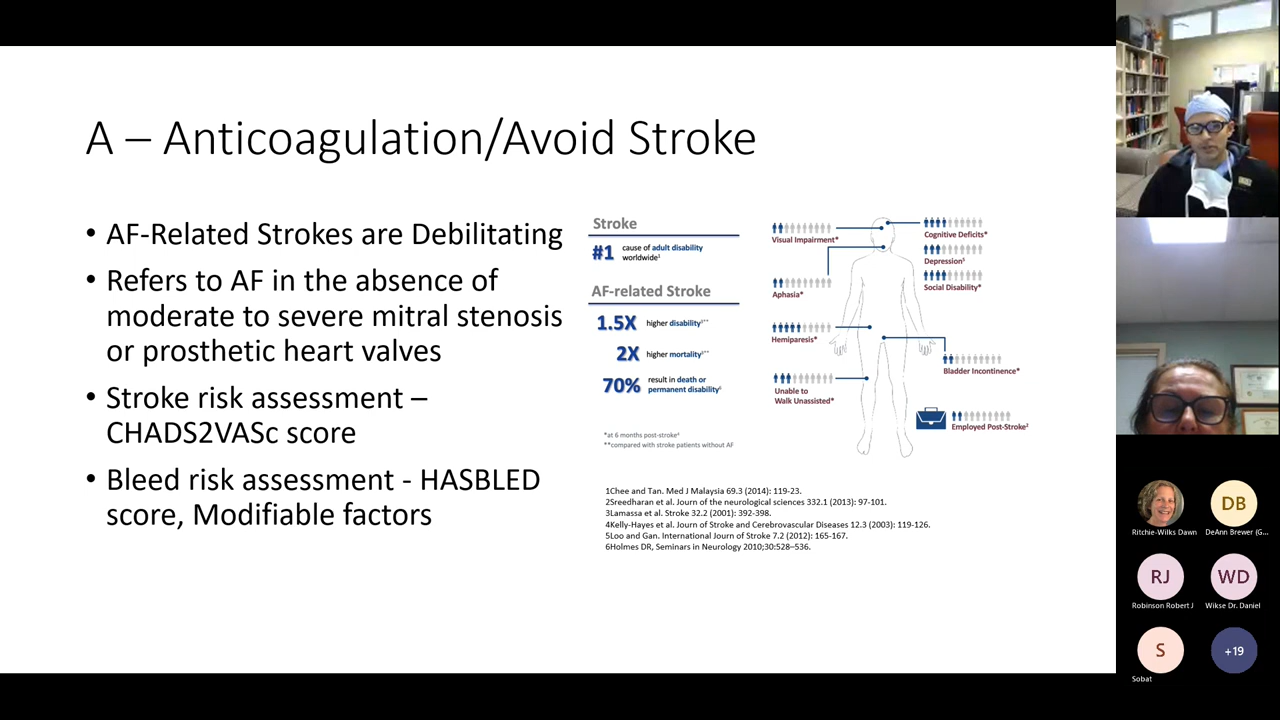 A – Anticoagulation/Avoid Stroke
• AF-Related Strokes are Debilitating
• Refers to AF in the absence of
moderate to severe mitral stenosis
or prosthetic heart valves
• Stroke risk assessment –
CHADS2VASc score
• Bleed risk assessment - HASBLED
score, Modifiable factors
Stroke
#1 cause of adult disability
worldwide1
AF-related Stroke
1.5X higher disability
2X higher mortality
70% result in death or
permanent disability
*at 6 months post-stroke4
**compared with stroke patients without AF
Visual Impairment*
Aphasia*
Hemiparesis*
Unable to
Walk Unassisted*
Cognitive Deficits*
Depression5
Social Disability*
Bladder Incontinence*
Employed Post-Stroke2
1Chee and Tan. Med J Malaysia 69.3 (2014): 119-23.
2Sreedharan et al. Journ of the neurological sciences 332.1 (2013): 97-101.
3Lamassa et al. Stroke 32.2 (2001): 392-398.
4Kelly-Hayes et al. Journ of Stroke and Cerebrovascular Diseases 12.3 (2003): 119-126.
5Loo and Gan. International Journ of Stroke 7.2 (2012): 165-167.
6Holmes DR, Seminars in Neurology 2010;30:528–536.
Ritchie-Wilks Dawn
DB
DeAnn Brewer (G...
RJ
Robinson Robert J
WD
Wikse Dr. Daniel
S
Sobat
+19